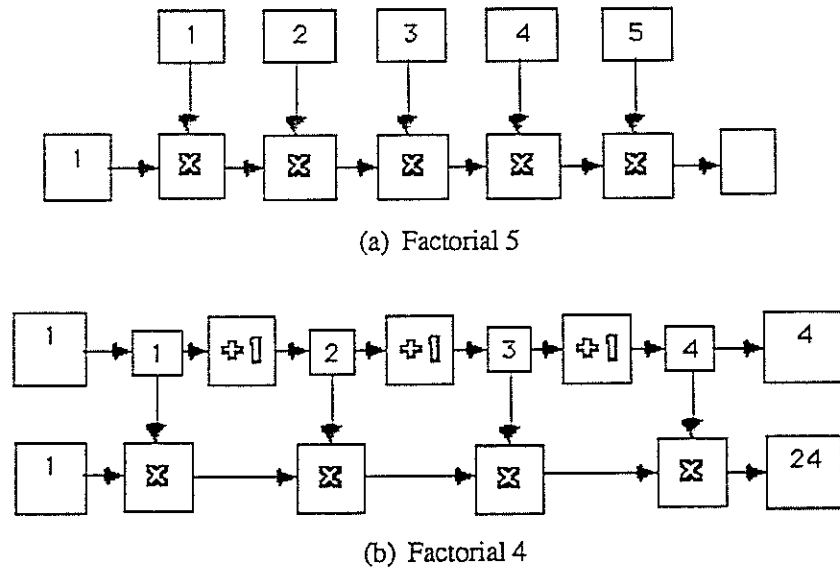 1 2 3 4 5
1 × × × × ×
(a) Factorial 5
1 1 +1 2 +1 3 +1 4 4
1 × × × × 24
(b) Factorial 4